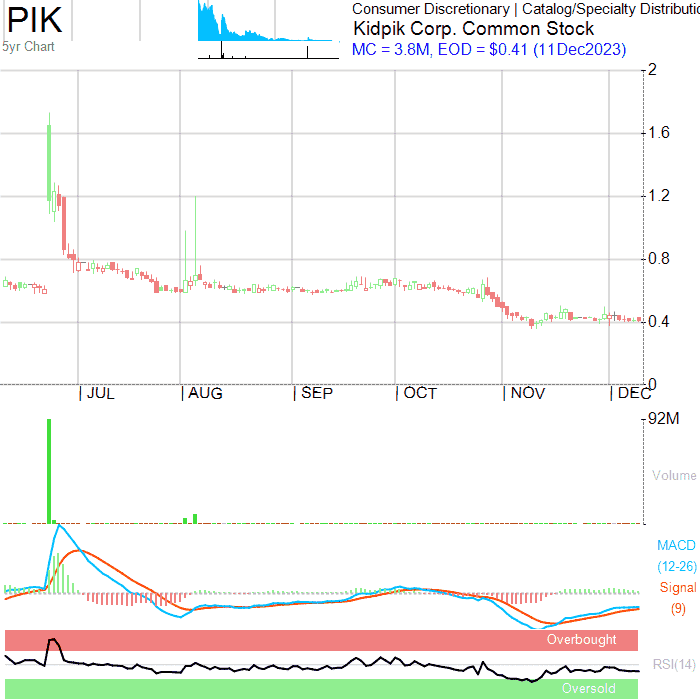 PIK
5yr Chart
Consumer Discretionary | Catalog/Specialty Distributio
Kidpik Corp. Common Stock
MC = 3.8M, EOD = $0.41 (11Dec2023)
2
1.6
1.2
0.8
0.4
0
| JUL | AUG | SEP | OCT | NOV | DEC
92M
Volume
MACD
(12-26)
Signal
(9)
Overbought
RSI(14)
Oversold